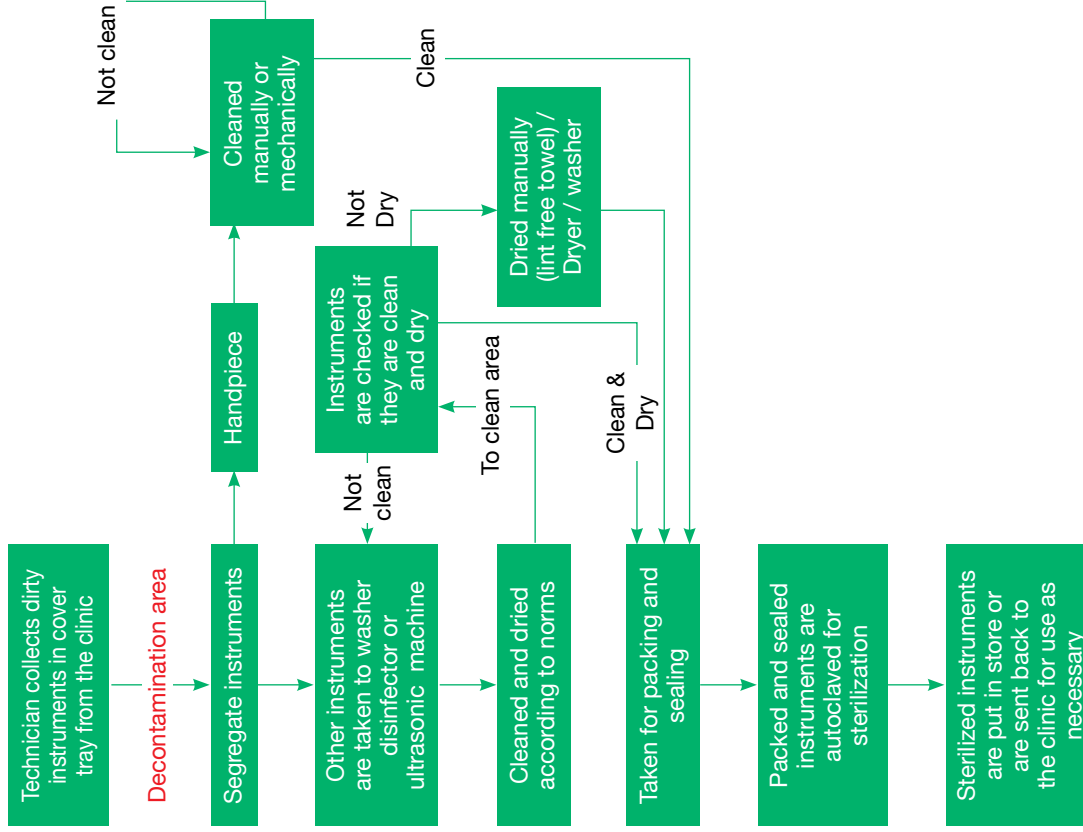 Technician collects dirty
instruments in cover
tray from the clinic
Decontamination area
Segregate instruments
Handpiece
Cleaned
manually or
mechanically
Not clean
Clean
Other instruments
are taken to washer
disinfector or
ultrasonic machine
Not
clean
Instruments
are checked if
they are clean
and dry
Not
Dry
Dried manually
(lint free towel) /
Dryer / washer
Cleaned and dried
according to norms
To clean area
Clean &
Dry
Taken for packing and
sealing
Packed and sealed
instruments are
autoclaved for
sterilization
Sterilized instruments
are put in store or
are sent back to
the clinic for use as
necessary